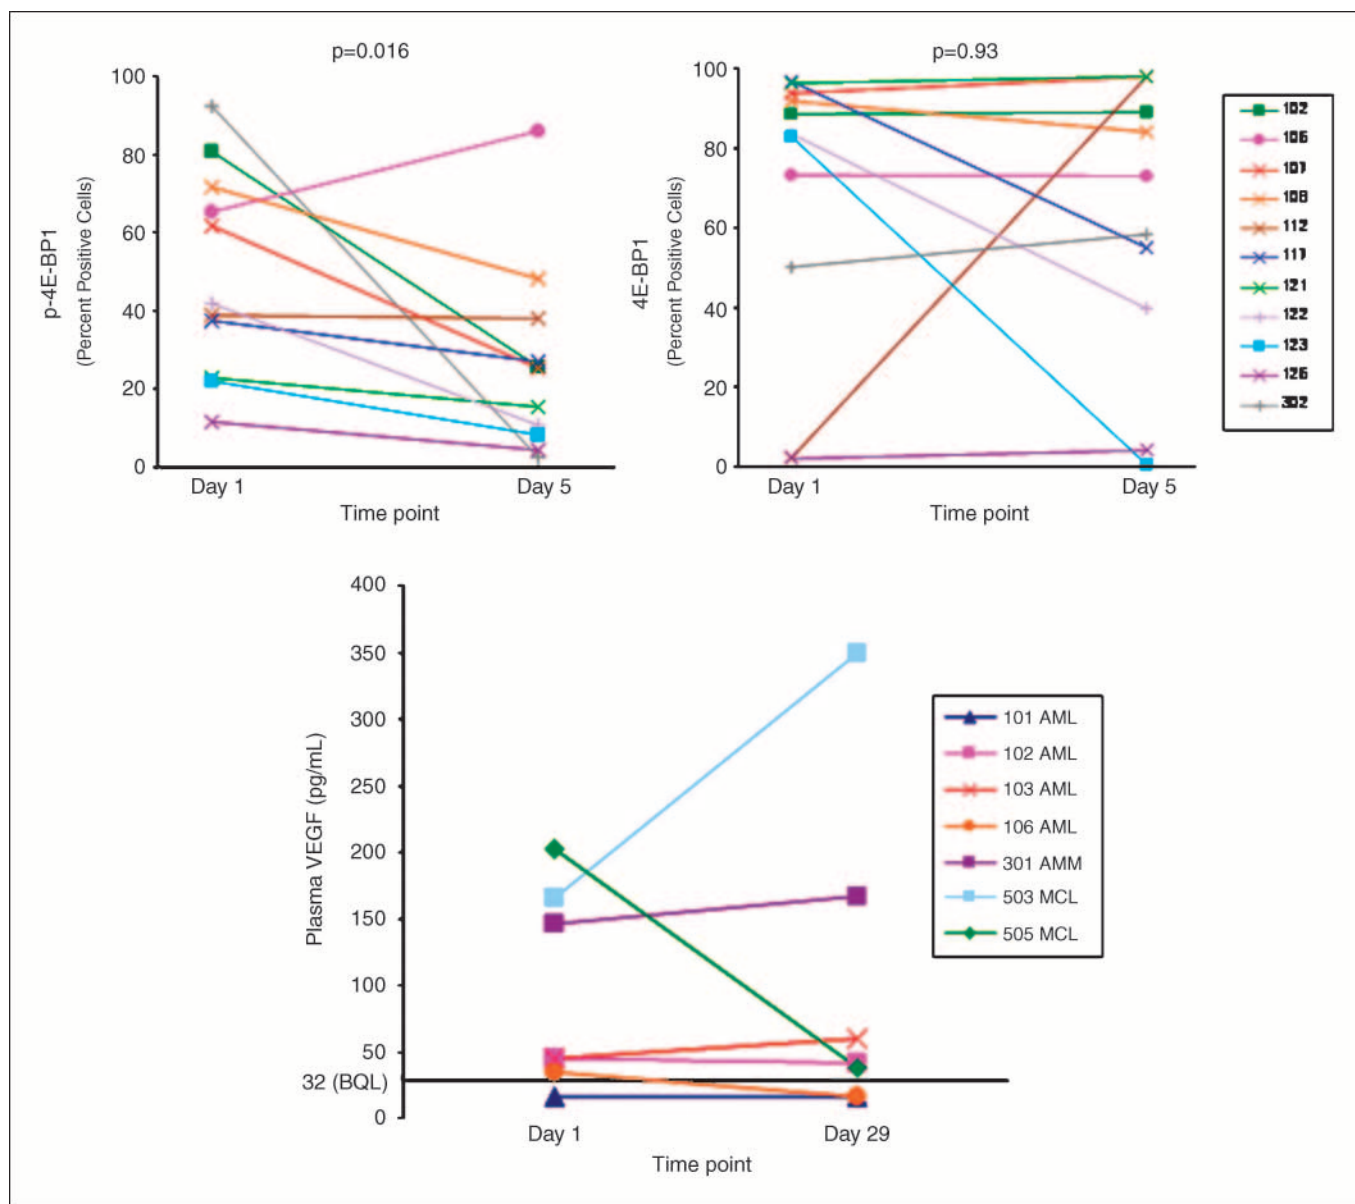 p=0.016
100
80
60
40
20
0
p-4E-BP1
(Percent Positive Cells)
Day 1
Day 5
Time point
p=0.93
100
80
60
40
20
0
4E-BP1
(Percent Positive Cells)
Day 1
Day 5
Time point
102
106
107
108
112
117
121
122
123
126
302
400
350
300
250
200
150
100
50
32 (BQL)
0
Plasma VEGF (pg/mL)
Day 1
Day 29
Time point
101 AML
102 AML
103 AML
106 AML
301 AMM
503 MCL
505 MCL